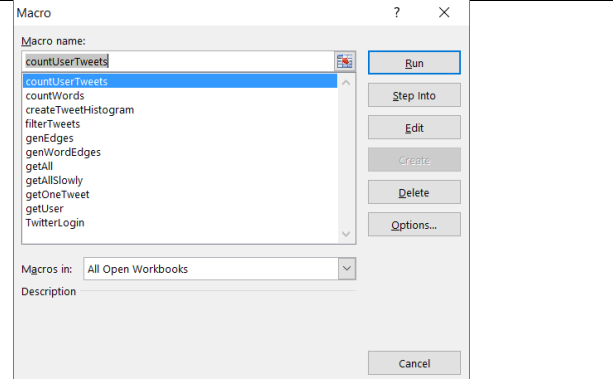 Macro ? ×
Macro name:
countUserTweets
Run
countUserTweets
countWords
createTweetHistogram
filterTweets
genEdges
genWordEdges
getAll
getAllSlowly
getOneTweet
getUser
TwitterLogin
Step Into
Edit
Create
Delete
Options...
Macros in: All Open Workbooks
Description
Cancel